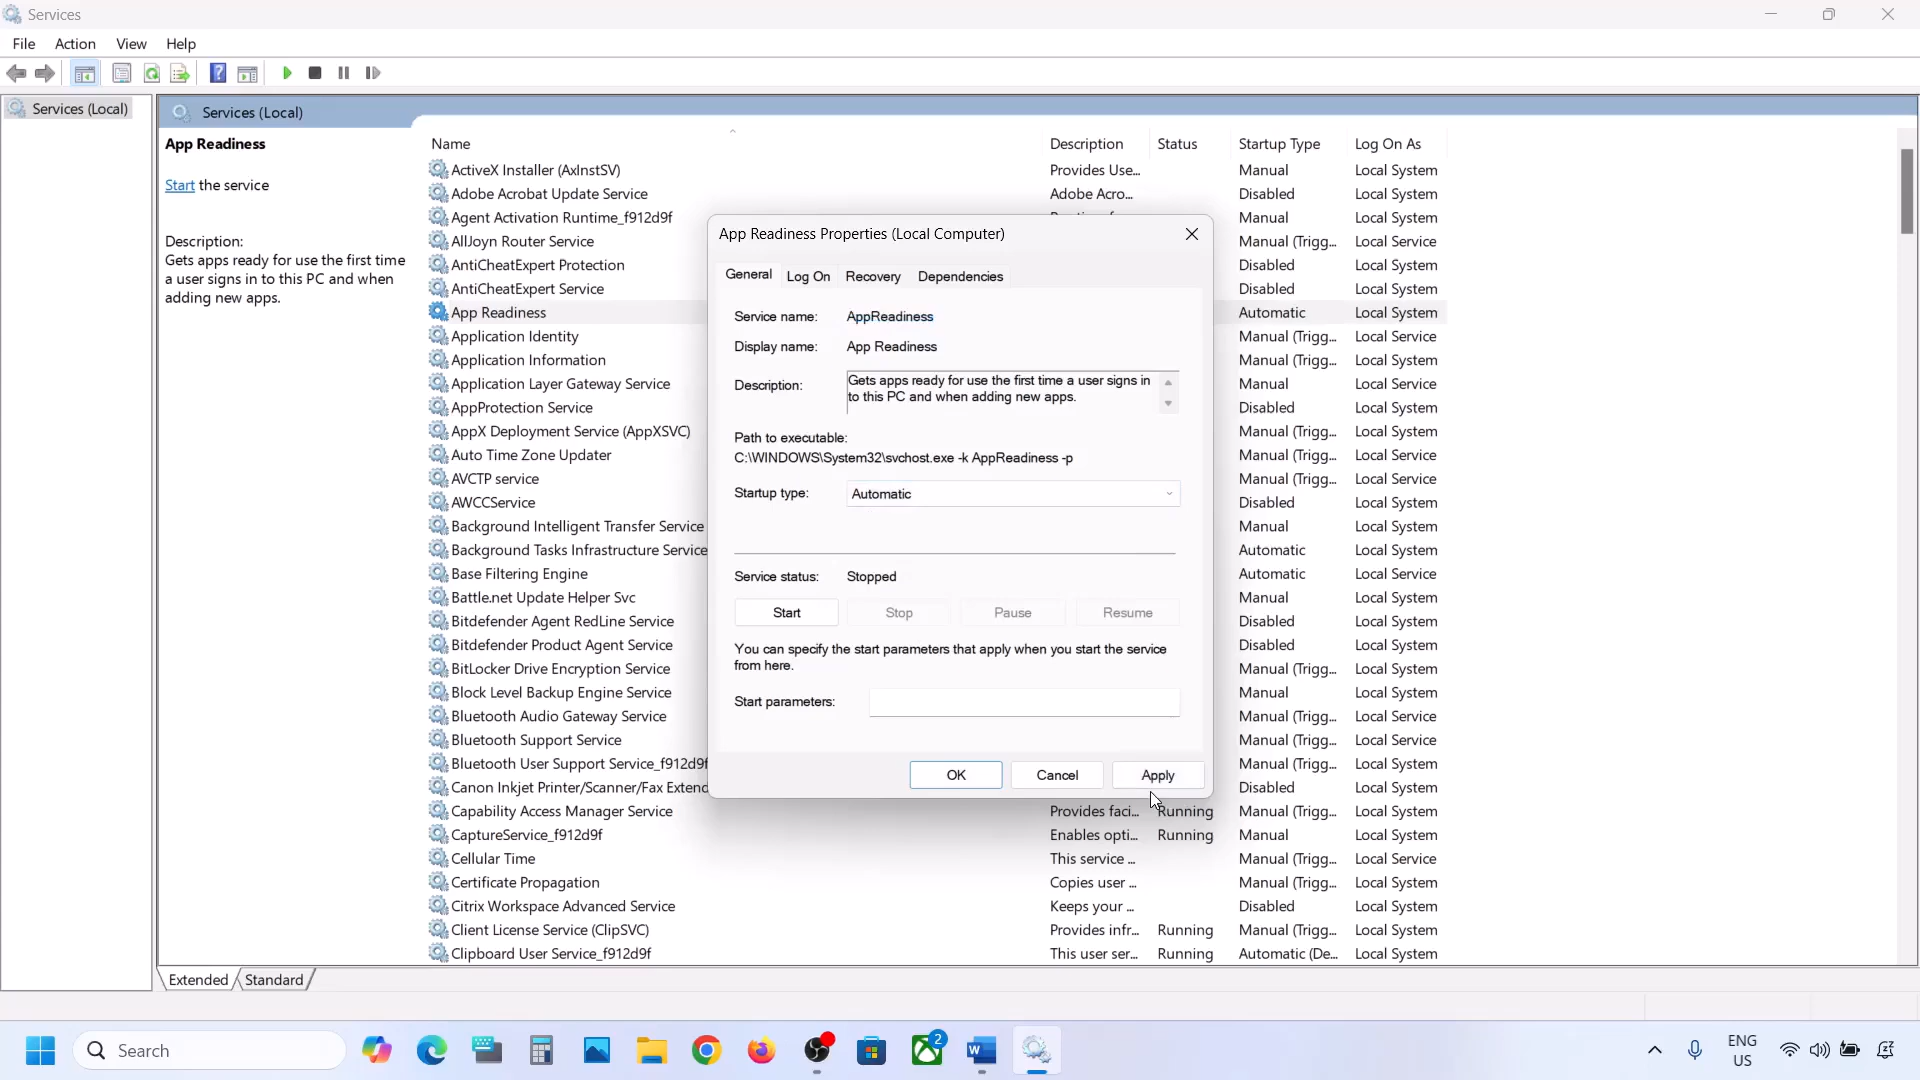 Services
File Action View Help
Services (Local)
Services (Local)
App Readiness
Start the service
Description:
Gets apps ready for use the first time
a user signs in to this PC and when
adding new apps.
Name Description Status Startup Type Log On As
ActiveX Installer (AxInstSV) Provides Use... Manual Local System
Adobe Acrobat Update Service Adobe Acro... Disabled Local System
Agent Activation Runtime_f912d9f Manual Local System
AllJoyn Router Service Manual (Trigg... Local Service
AntiCheatExpert Protection Disabled Local System
AntiCheatExpert Service Disabled Local System
App Readiness Automatic Local System
Application Identity Manual (Trigg... Local Service
Application Information Manual (Trigg... Local System
Application Layer Gateway Service Manual Local Service
AppProtection Service Disabled Local System
AppX Deployment Service (AppXSVC) Manual (Trigg... Local System
Auto Time Zone Updater Manual (Trigg... Local Service
AVCTP service Manual (Trigg... Local Service
AWCCService Disabled Local System
Background Intelligent Transfer Service Manual Local System
Background Tasks Infrastructure Service Automatic Local System
Base Filtering Engine Automatic Local Service
Battle.net Update Helper Svc Manual Local System
Bitdefender Agent RedLine Service Disabled Local System
Bitdefender Product Agent Service Disabled Local System
BitLocker Drive Encryption Service Manual (Trigg... Local System
Block Level Backup Engine Service Manual Local System
Bluetooth Audio Gateway Service Manual (Trigg... Local Service
Bluetooth Support Service Manual (Trigg... Local Service
Bluetooth User Support Service_f912d9f Manual (Trigg... Local System
Canon Inkjet Printer/Scanner/Fax Extend Disabled Local System
Capability Access Manager Service Provides faci... Running Manual (Trigg... Local System
CaptureService_f912d9f Enables opti... Running Manual Local System
Cellular Time This service ... Manual (Trigg... Local Service
Certificate Propagation Copies user ... Manual (Trigg... Local System
Citrix Workspace Advanced Service Keeps your ... Disabled Local System
Client License Service (ClipSVC) Provides infr... Running Manual (Trigg... Local System
Clipboard User Service_f912d9f This user ser... Running Automatic (De... Local System
App Readiness Properties (Local Computer)
General Log On Recovery Dependencies
Service name: AppReadiness
Display name: App Readiness
Description: Gets apps ready for use the first time a user signs in
to this PC and when adding new apps.
Path to executable:
C:\WINDOWS\System32\svchost.exe -k AppReadiness -p
Startup type: Automatic
Service status: Stopped
Start Stop Pause Resume
You can specify the start parameters that apply when you start the service
from here.
Start parameters:
OK Cancel Apply
Extended Standard
Search
2
ENG
US